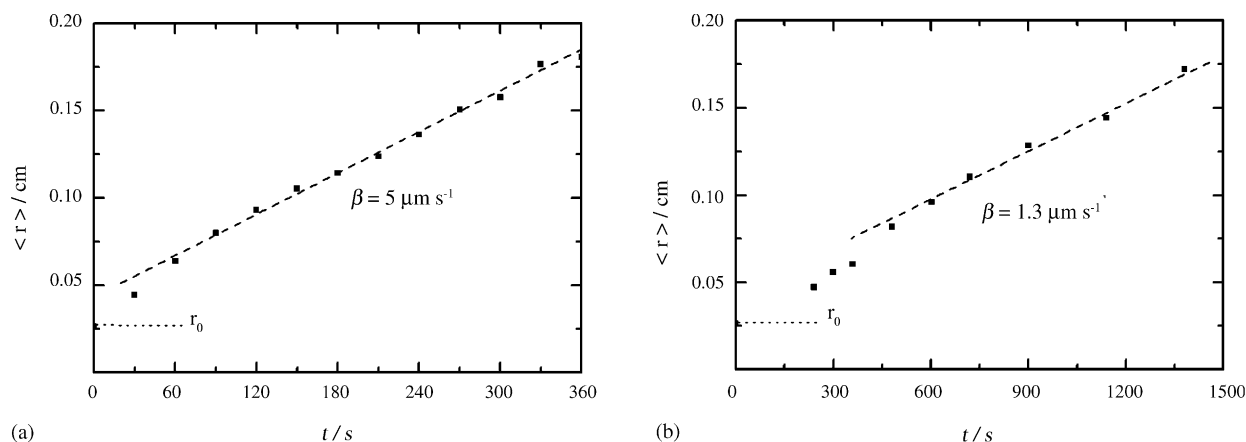 0.20
0.15
0.10
0.05
< r > / cm
β = 5 μm s⁻¹
r₀
0 60 120 180 240 300 360
(a) t / s
0.20
0.15
0.10
0.05
0.00
< r > / cm
β = 1.3 μm s⁻¹
r₀
0 300 600 900 1200 1500
(b) t / s